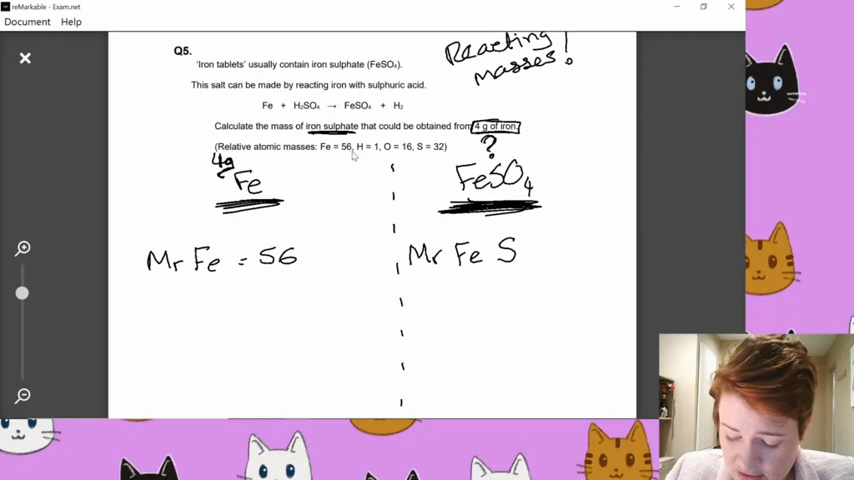 reMarkable - Exam.net
Document Help
Q5.
Reacting
masses!
'Iron tablets' usually contain iron sulphate (FeSO₄).
This salt can be made by reacting iron with sulphuric acid.
Fe + H₂SO₄ → FeSO₄ + H₂
Calculate the mass of iron sulphate that could be obtained from 4 g of iron.
(Relative atomic masses: Fe = 56, H = 1, O = 16, S = 32)
4g
?
Fe
FeSO₄
Mr Fe = 56
Mr Fe S